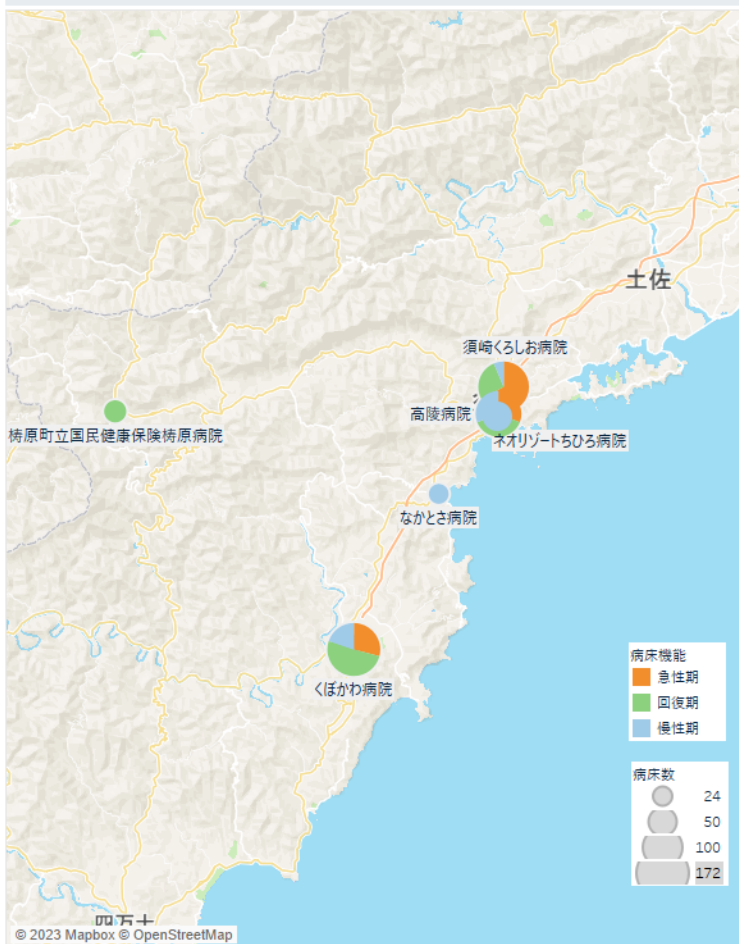 土佐
須崎くろしお病院
高陵病院
ネオリゾートちひろ病院
梼原町立国民健康保険梼原病院
なかとさ病院
くぼかわ病院
病床機能
急性期
回復期
慢性期
病床数
24
50
100
172
四万十
© 2023 Mapbox © OpenStreetMap